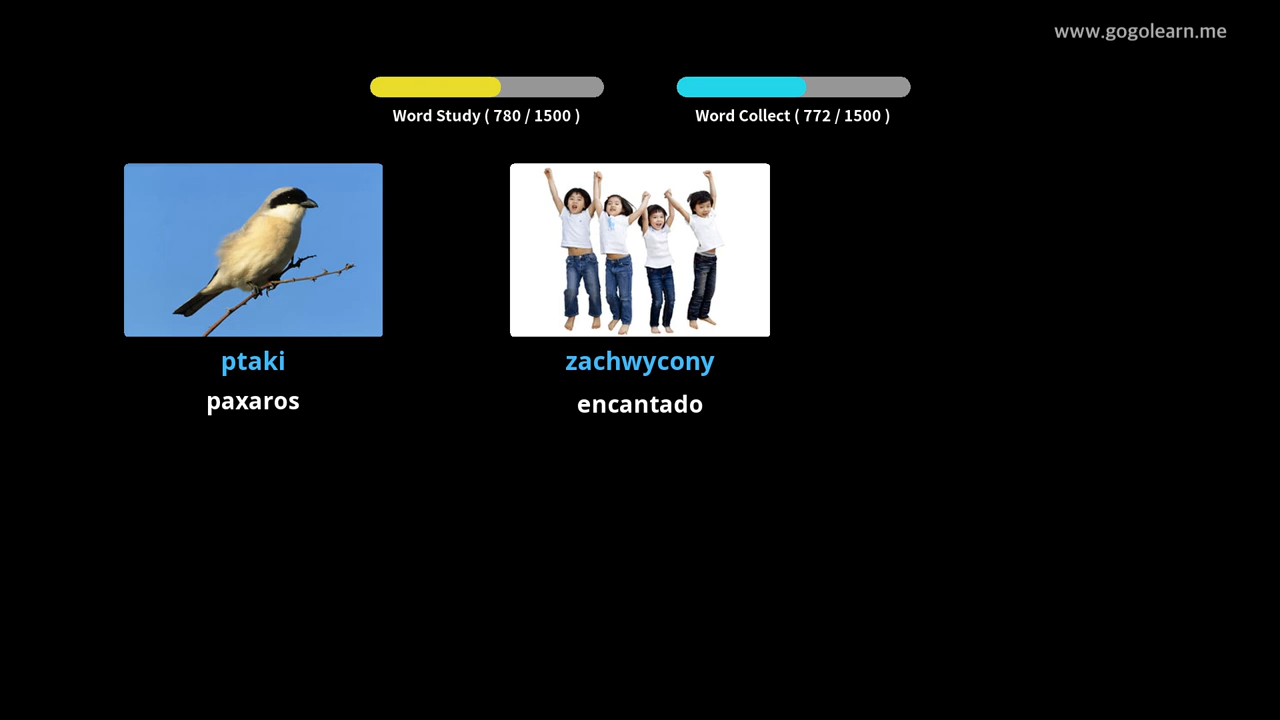 www.gogolearn.me
Word Study ( 780 / 1500 )
Word Collect ( 772 / 1500 )
ptaki
zachwycony
paxaros
encantado